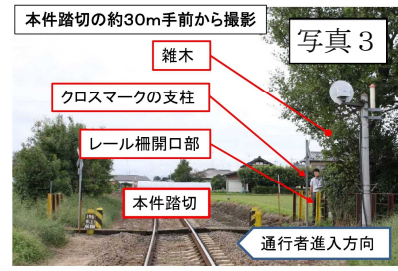 本件踏切の約30m手前から撮影
写真3
雑木
クロスマークの支柱
レール柵開口部
本件踏切
通行者進入方向